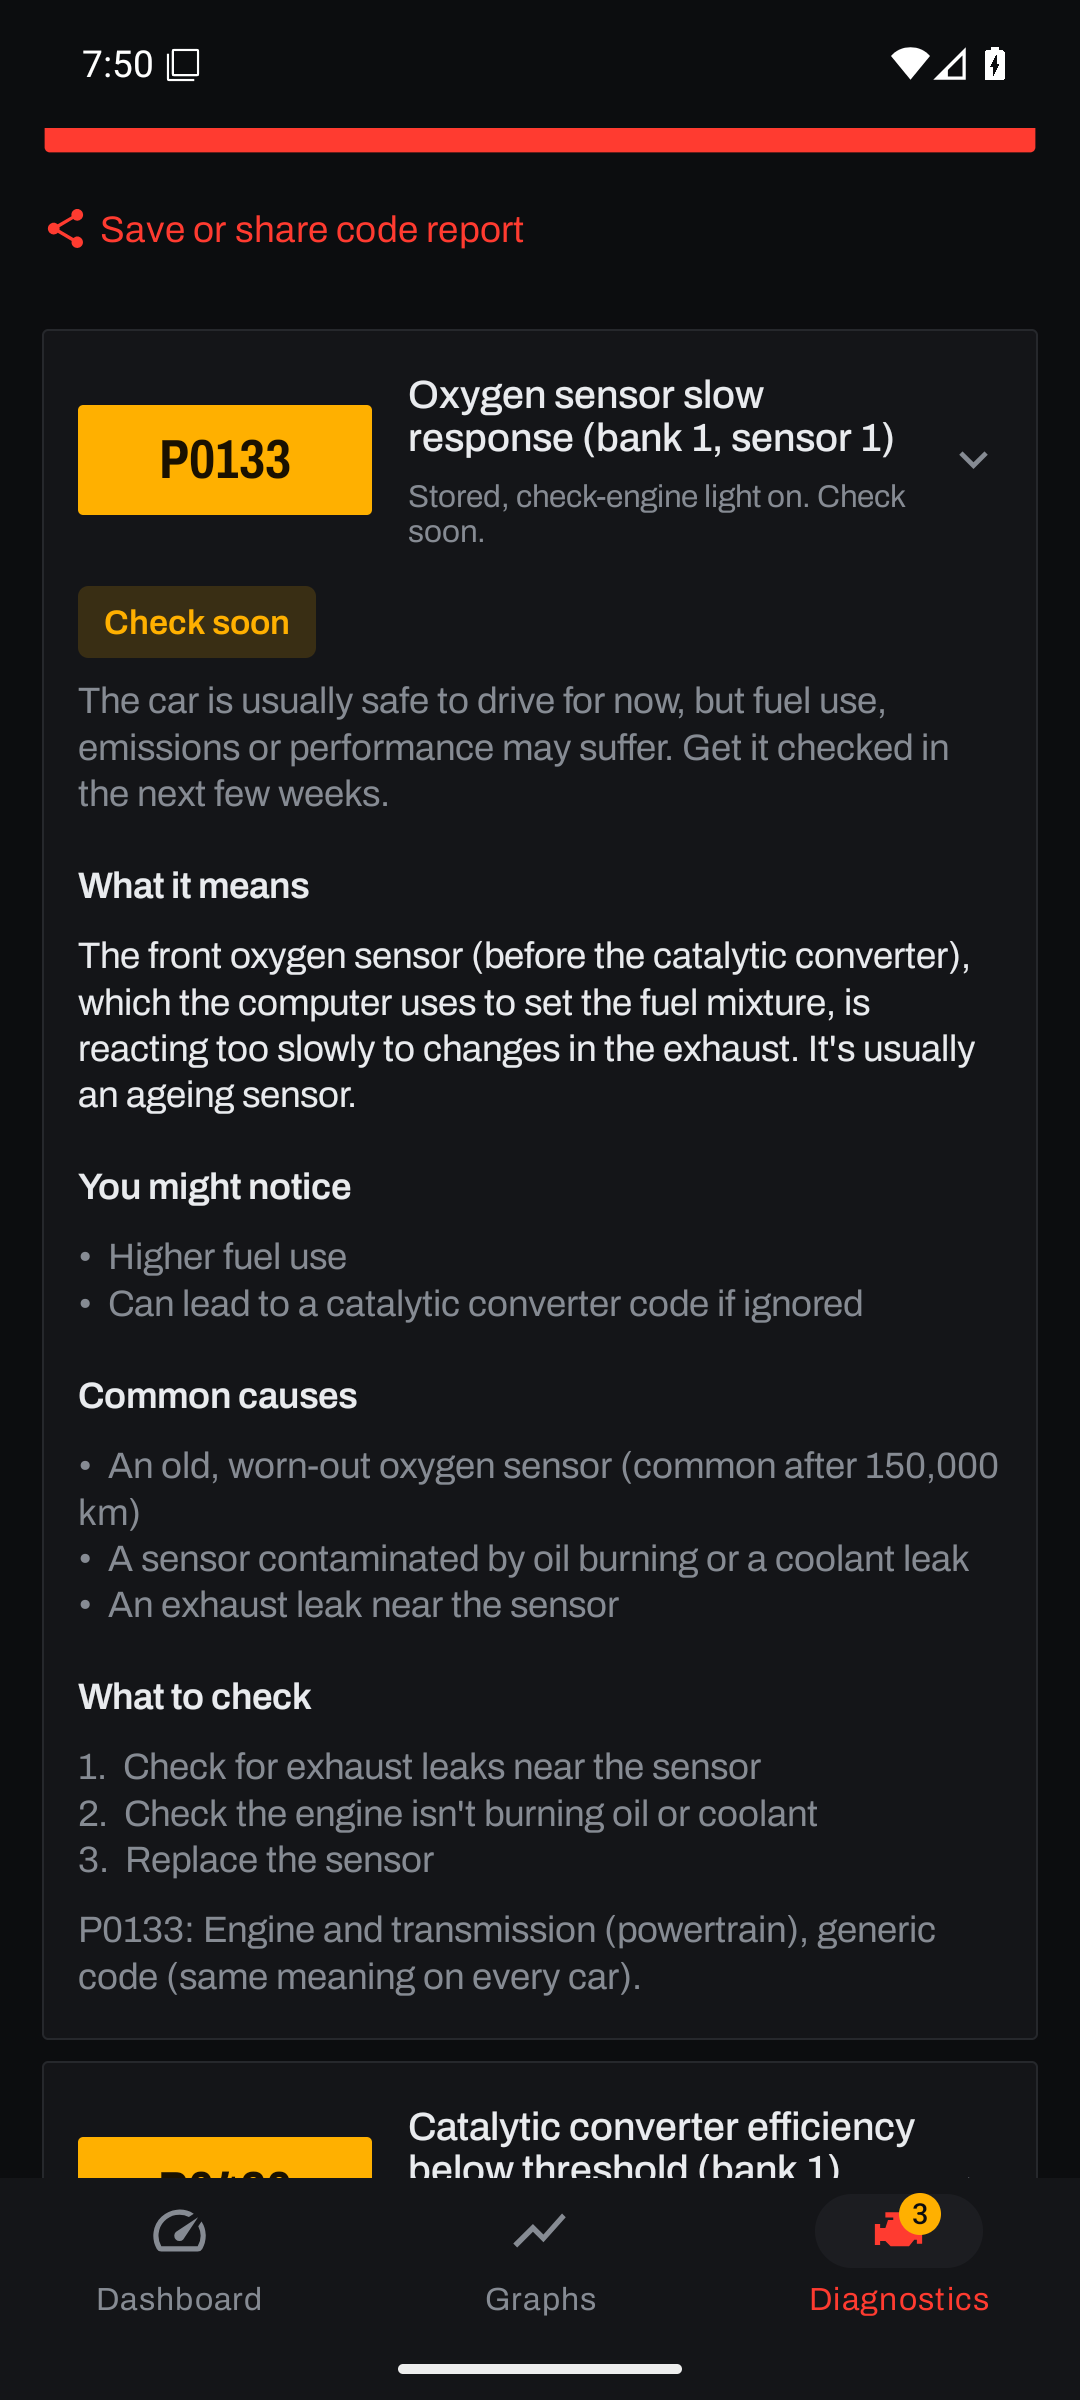 7:50
Save or share code report
P0133
Oxygen sensor slow
response (bank 1, sensor 1)
Stored, check-engine light on. Check
soon.
Check soon
The car is usually safe to drive for now, but fuel use,
emissions or performance may suffer. Get it checked in
the next few weeks.
What it means
The front oxygen sensor (before the catalytic converter),
which the computer uses to set the fuel mixture, is
reacting too slowly to changes in the exhaust. It's usually
an ageing sensor.
You might notice
• Higher fuel use
• Can lead to a catalytic converter code if ignored
Common causes
• An old, worn-out oxygen sensor (common after 150,000
km)
• A sensor contaminated by oil burning or a coolant leak
• An exhaust leak near the sensor
What to check
1. Check for exhaust leaks near the sensor
2. Check the engine isn't burning oil or coolant
3. Replace the sensor
P0133: Engine and transmission (powertrain), generic
code (same meaning on every car).
Catalytic converter efficiency
below threshold (bank 1)
3
Dashboard
Graphs
Diagnostics